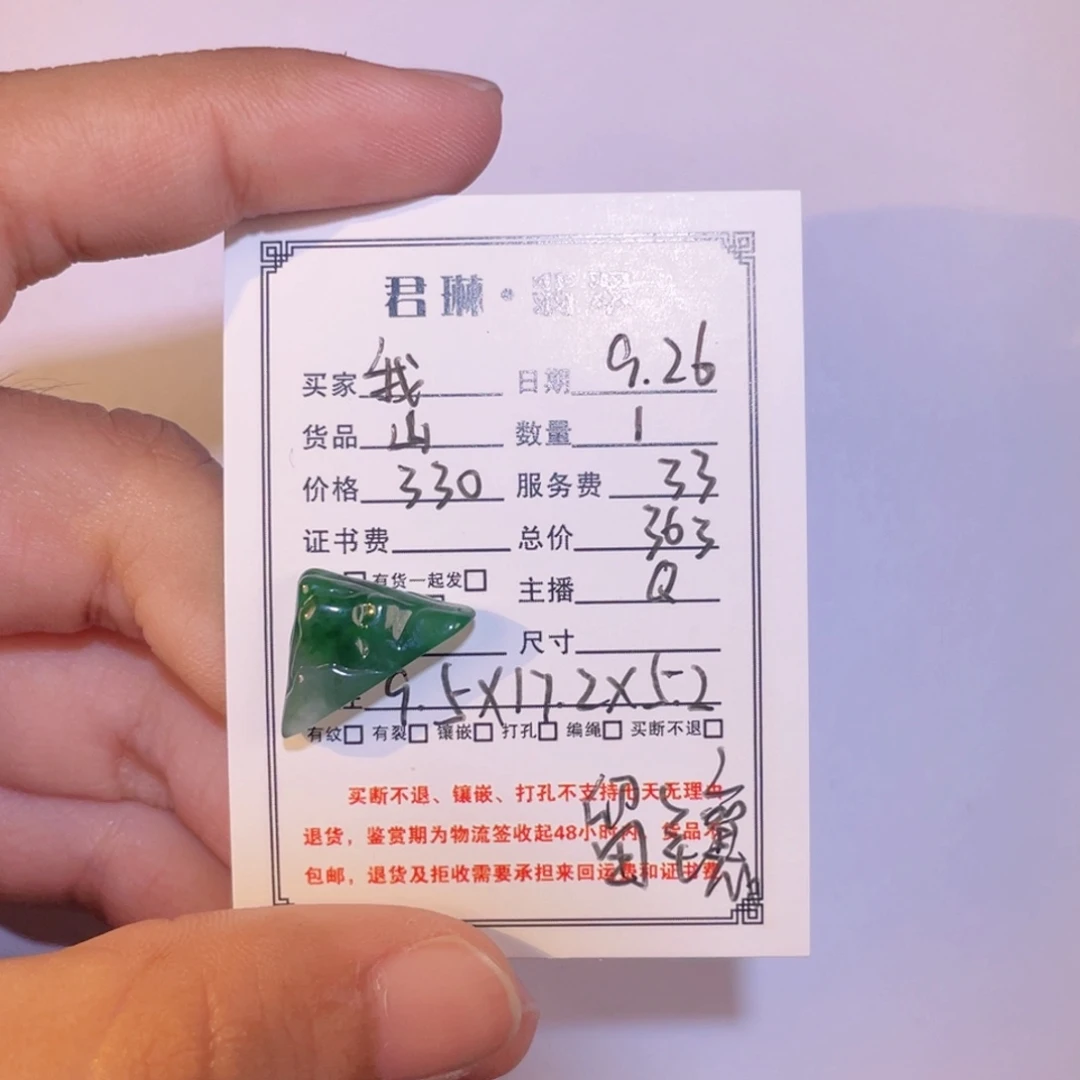 君琳·翡翠
买家 我 日期 9.26
货品 山 数量 1
价格 330 服务费 33
证书费 总价 363
有货一起发□ 主播 Q
尺寸
9.5X17.2X5.2
有纹□ 有裂□ 镶嵌□ 打孔□ 编绳□ 买断不退□
买断不退、镶嵌、打孔不支持七天无理由
退货，鉴赏期为物流签收起48小时内，货品不
包邮，退货及拒收需要承担来回运费和证书费
留镶